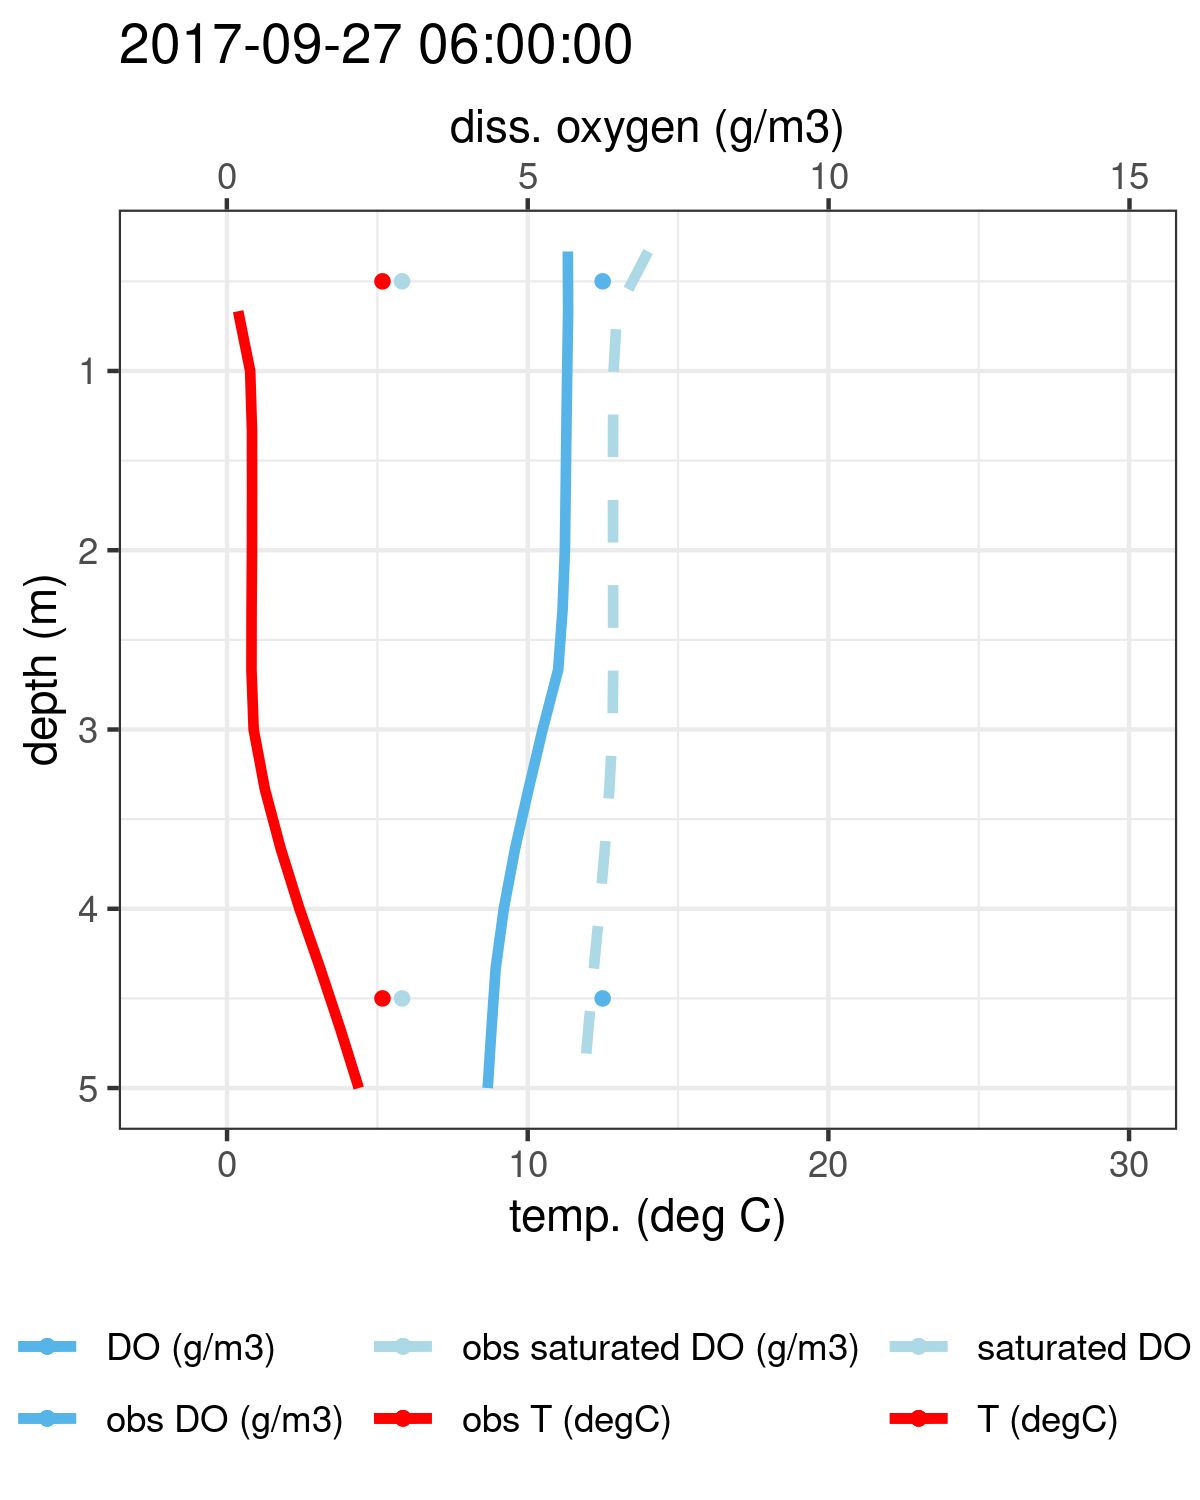 2017-09-27 06:00:00
diss. oxygen (g/m3)
0 5 10 15
depth (m)
1
2
3
4
5
0 10 20 30
temp. (deg C)
DO (g/m3) obs saturated DO (g/m3) saturated DO
obs DO (g/m3) obs T (degC) T (degC)